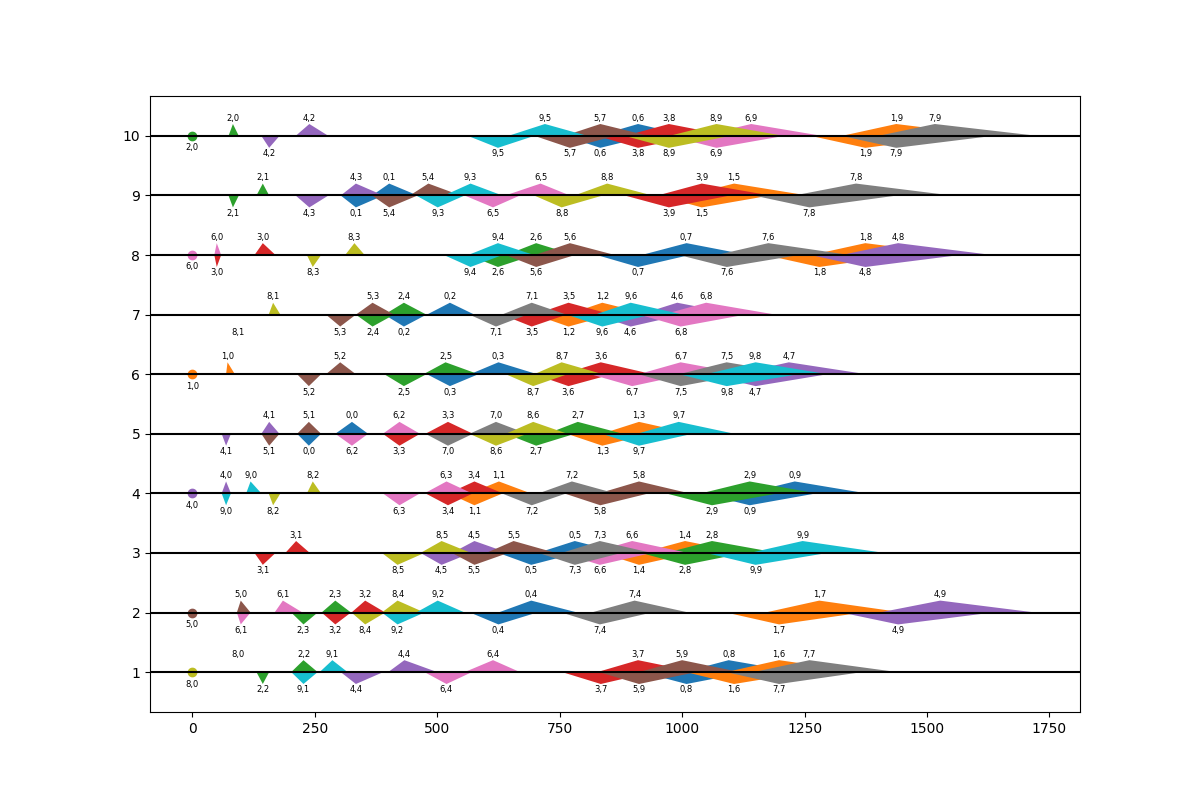 2,0 4,2 9,5 5,7 0,6 3,8 8,9 6,9 1,9 7,9
10
2,0 4,2 9,5 5,7 0,6 3,8 8,9 6,9 1,9 7,9
2,1 4,3 0,1 5,4 9,3 6,5 8,8 3,9 1,5 7,8
9
2,1 4,3 0,1 5,4 9,3 6,5 8,8 3,9 1,5 7,8
6,0 3,0 8,3 9,4 2,6 5,6 0,7 7,6 1,8 4,8
8
6,0 3,0 8,3 9,4 2,6 5,6 0,7 7,6 1,8 4,8
8,1 5,3 2,4 0,2 7,1 3,5 1,2 9,6 4,6 6,8
7
8,1 5,3 2,4 0,2 7,1 3,5 1,2 9,6 4,6 6,8
1,0 5,2 2,5 0,3 8,7 3,6 6,7 7,5 9,8 4,7
6
1,0 5,2 2,5 0,3 8,7 3,6 6,7 7,5 9,8 4,7
4,1 5,1 0,0 6,2 3,3 7,0 8,6 2,7 1,3 9,7
5
4,1 5,1 0,0 6,2 3,3 7,0 8,6 2,7 1,3 9,7
4,0 9,0 8,2 6,3 3,4 1,1 7,2 5,8 2,9 0,9
4
4,0 9,0 8,2 6,3 3,4 1,1 7,2 5,8 2,9 0,9
3,1 8,5 4,5 5,5 0,5 7,3 6,6 1,4 2,8 9,9
3
3,1 8,5 4,5 5,5 0,5 7,3 6,6 1,4 2,8 9,9
5,0 6,1 2,3 3,2 8,4 9,2 0,4 7,4 1,7 4,9
2
5,0 6,1 2,3 3,2 8,4 9,2 0,4 7,4 1,7 4,9
8,0 2,2 9,1 4,4 6,4 3,7 5,9 0,8 1,6 7,7
1
8,0 2,2 9,1 4,4 6,4 3,7 5,9 0,8 1,6 7,7
0 250 500 750 1000 1250 1500 1750